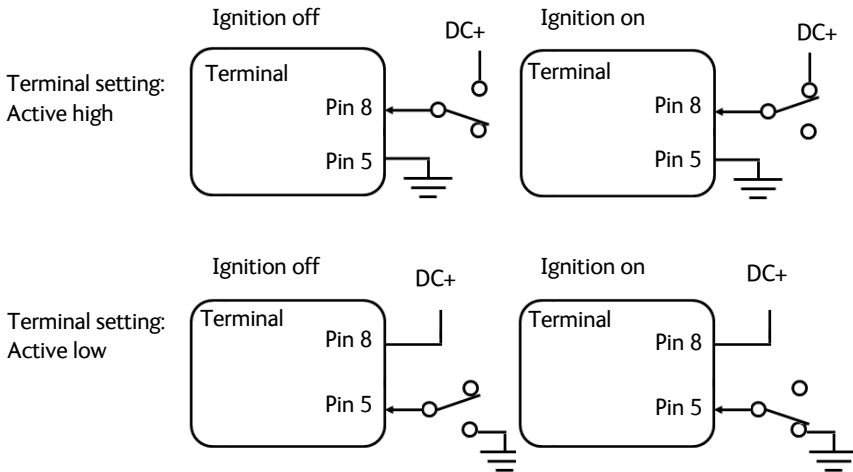 Ignition off
Ignition on
DC+
DC+
Terminal setting:
Active high
Terminal
Pin 8
Pin 5
Terminal
Pin 8
Pin 5
Ignition off
Ignition on
DC+
DC+
Terminal setting:
Active low
Terminal
Pin 8
Pin 5
Terminal
Pin 8
Pin 5